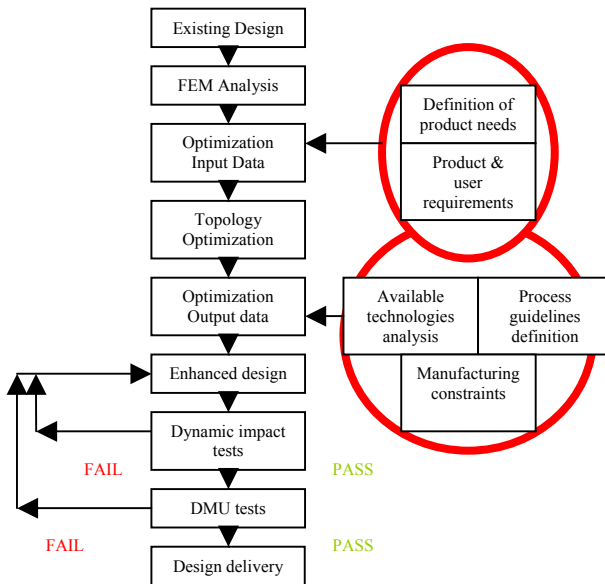 Existing Design
FEM Analysis
Optimization
Input Data
Definition of
product needs
Product &
user
requirements
Topology
Optimization
Optimization
Output data
Available
technologies
analysis
Process
guidelines
definition
Manufacturing
constraints
Enhanced design
Dynamic impact
tests
FAIL
PASS
DMU tests
FAIL
PASS
Design delivery